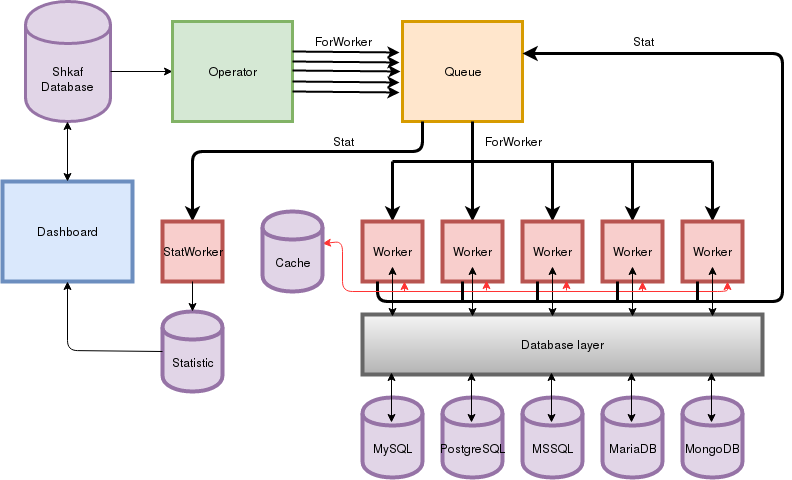 ForWorker
Stat
Shkaf
Database
Operator
Queue
Stat
ForWorker
Dashboard
StatWorker
Cache
Worker
Worker
Worker
Worker
Worker
Statistic
Database layer
MySQL
PostgreSQL
MSSQL
MariaDB
MongoDB